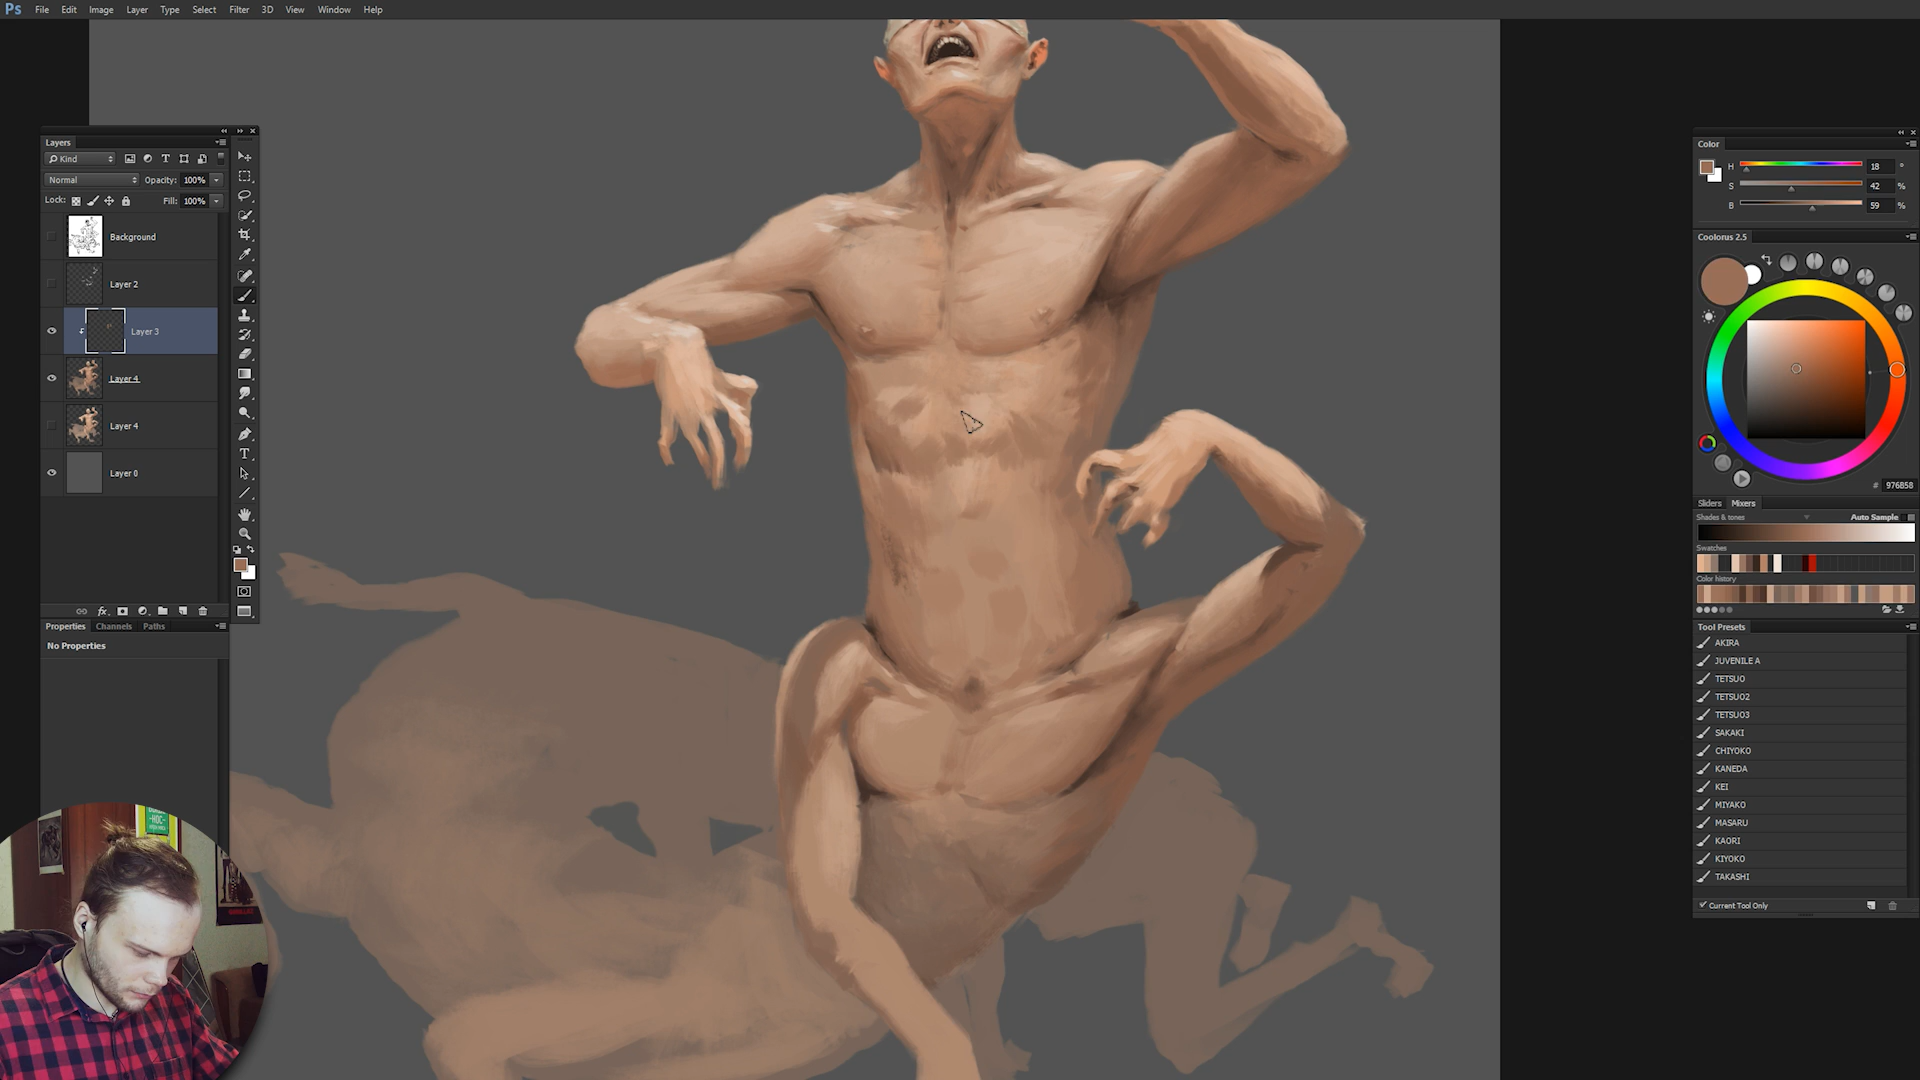 Ps File Edit Image Layer Type Select Filter 3D View Window Help
Layers
Kind
Normal Opacity: 100%
Lock: Fill: 100%
Background
Layer 2
Layer 3
Layer 4
Layer 4
Layer 0
fx
Properties Channels Paths
No Properties
Color
H 18 °
S 42 %
B 59 %
Coolorus 2.5
# 976858
Sliders Mixers
Shades & tones Auto Sample
Swatches
Color history
Tool Presets
AKIRA
JUVENILE A
TETSUO
TETSUO2
TETSUO3
SAKAKI
CHIYOKO
KANEDA
KEI
MIYAKO
MASARU
KAORI
KIYOKO
TAKASHI
Current Tool Only